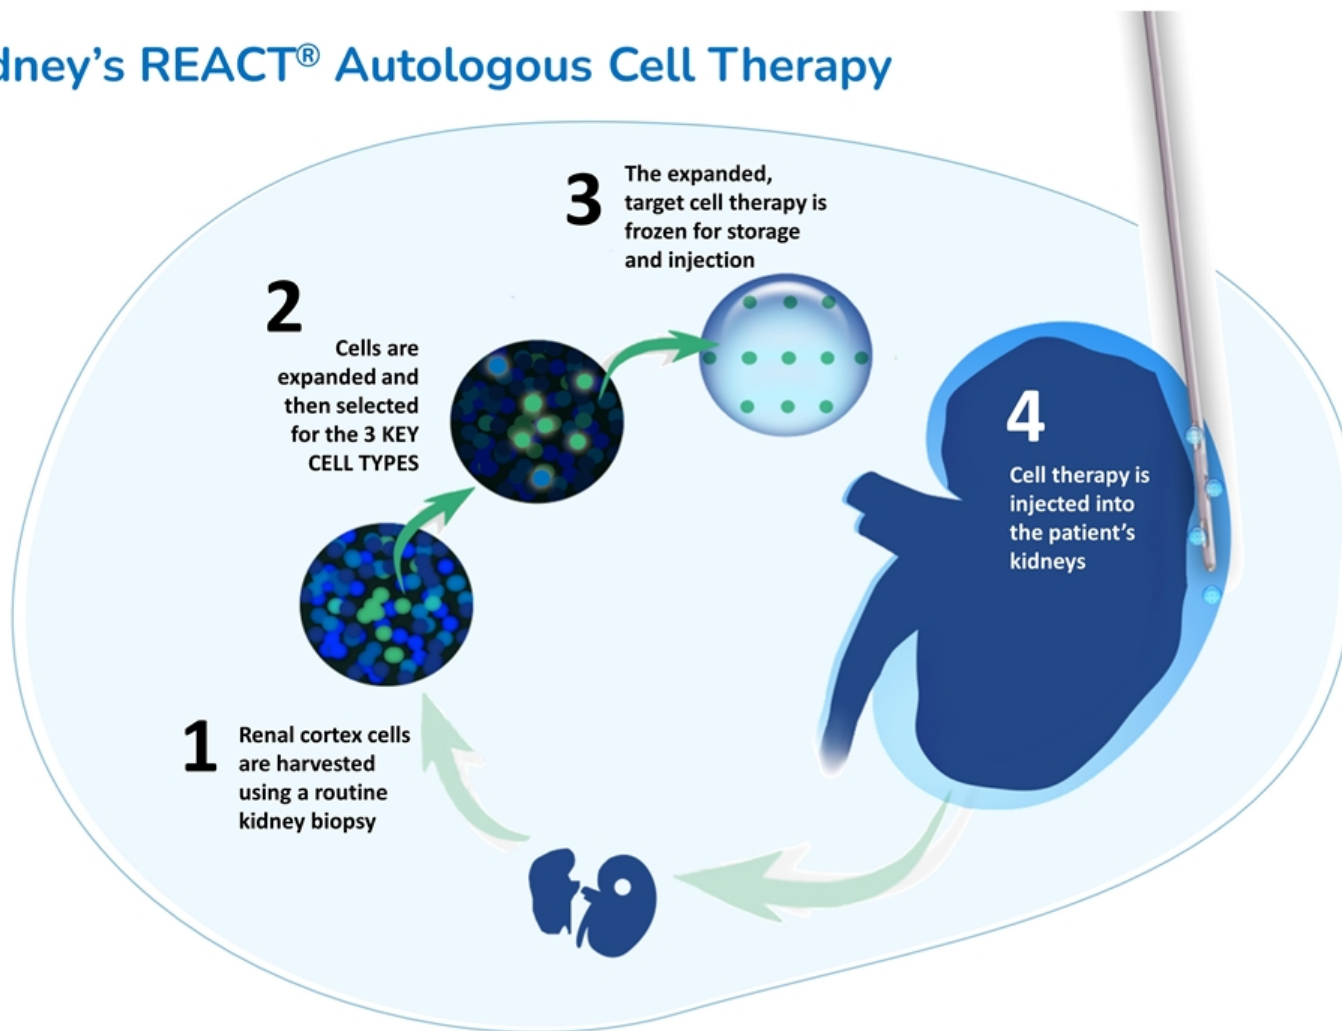 dney's REACT® Autologous Cell Therapy
3
The expanded,
target cell therapy is
frozen for storage
and injection
2
Cells are
expanded and
then selected
for the 3 KEY
CELL TYPES
4
Cell therapy is
injected into
the patient's
kidneys
1
Renal cortex cells
are harvested
using a routine
kidney biopsy